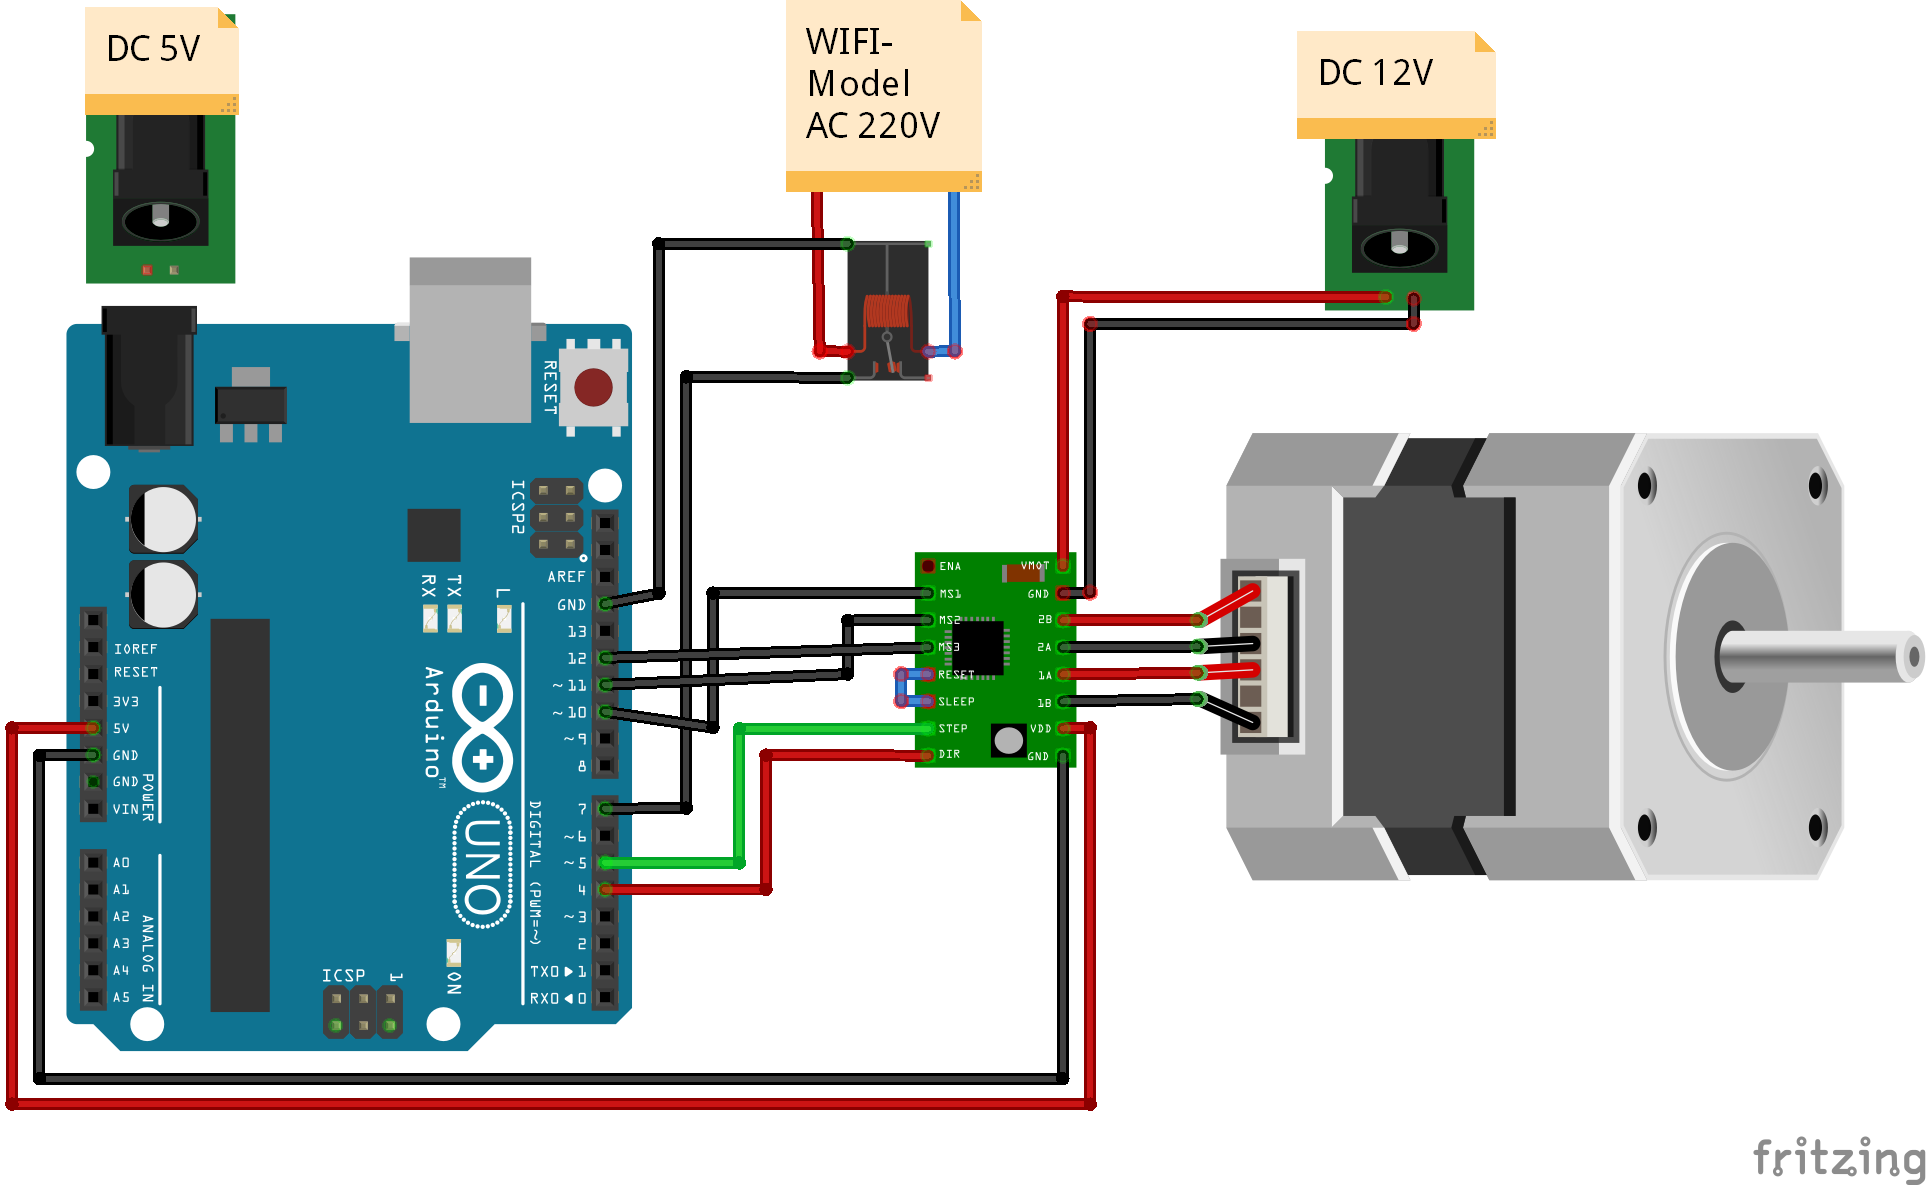 DC 5V
WIFI-
Model
AC 220V
DC 12V
RESET
ICSP2
AREF
GND
13
12
~11
~10
~9
8
7
~6
~5
4
~3
2
TX0▶1
RX0◀0
RX
TX
L
IOREF
RESET
3V3
5V
GND
GND
VIN
POWER
A0
A1
A2
A3
A4
A5
ANALOG IN
Arduino™
UNO
DIGITAL (PWM=~)
ICSP
1
ON
ENA
MS1
MS2
MS3
RESET
SLEEP
STEP
DIR
VMOT
GND
2B
2A
1A
1B
VDD
GND
fritzing